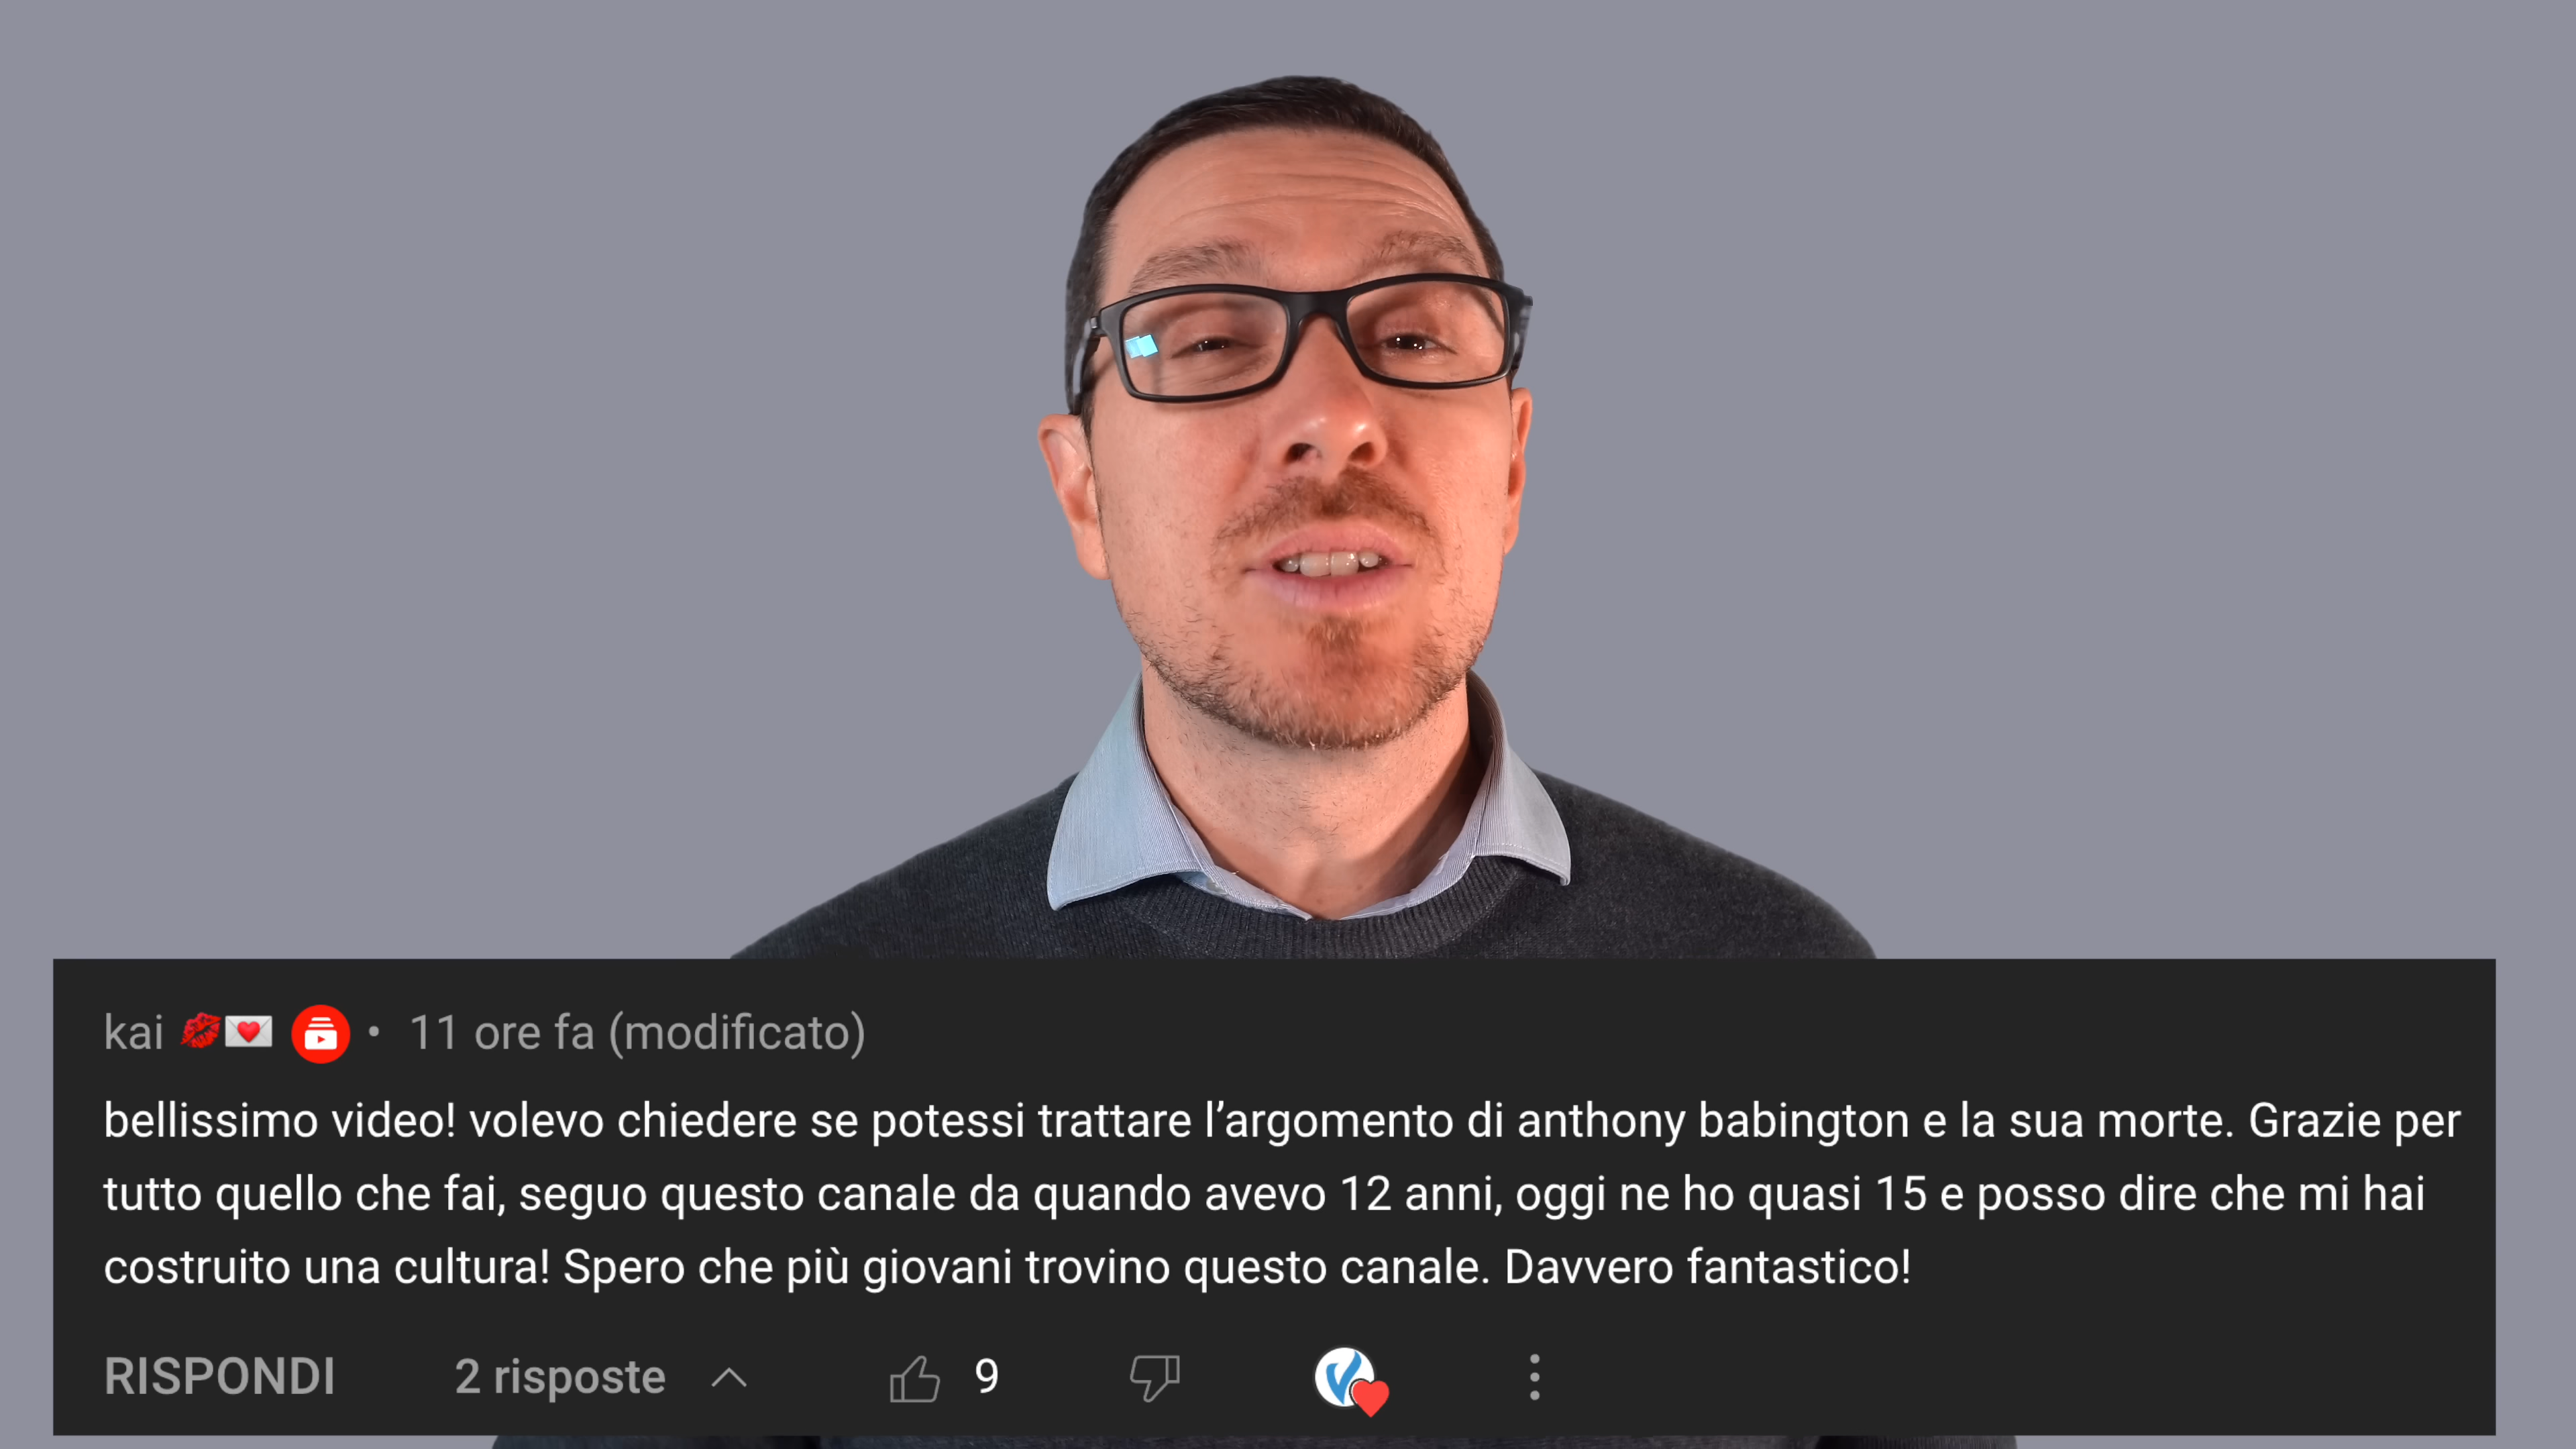 kai 💋💌 • 11 ore fa (modificato)
bellissimo video! volevo chiedere se potessi trattare l’argomento di anthony babington e la sua morte. Grazie per
tutto quello che fai, seguo questo canale da quando avevo 12 anni, oggi ne ho quasi 15 e posso dire che mi hai
costruito una cultura! Spero che più giovani trovino questo canale. Davvero fantastico!
RISPONDI 2 risposte 9